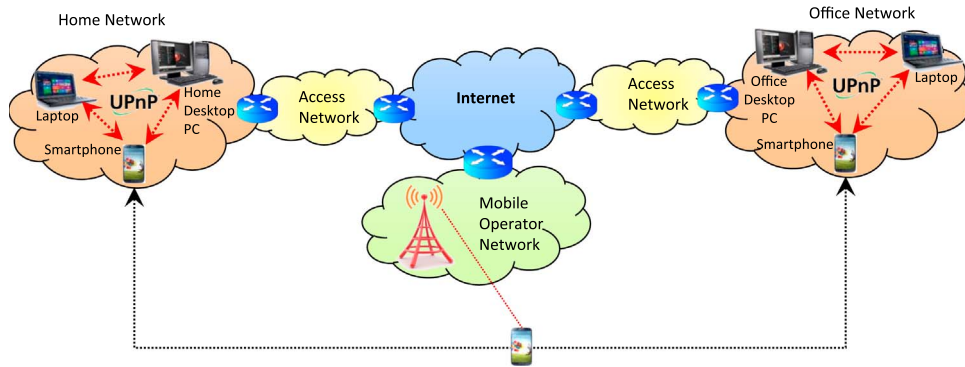 Home Network
Office Network
UPnP
Laptop
Home
Desktop
PC
Smartphone
Access
Network
Internet
Access
Network
Office
Desktop
PC
UPnP
Laptop
Smartphone
Mobile
Operator
Network